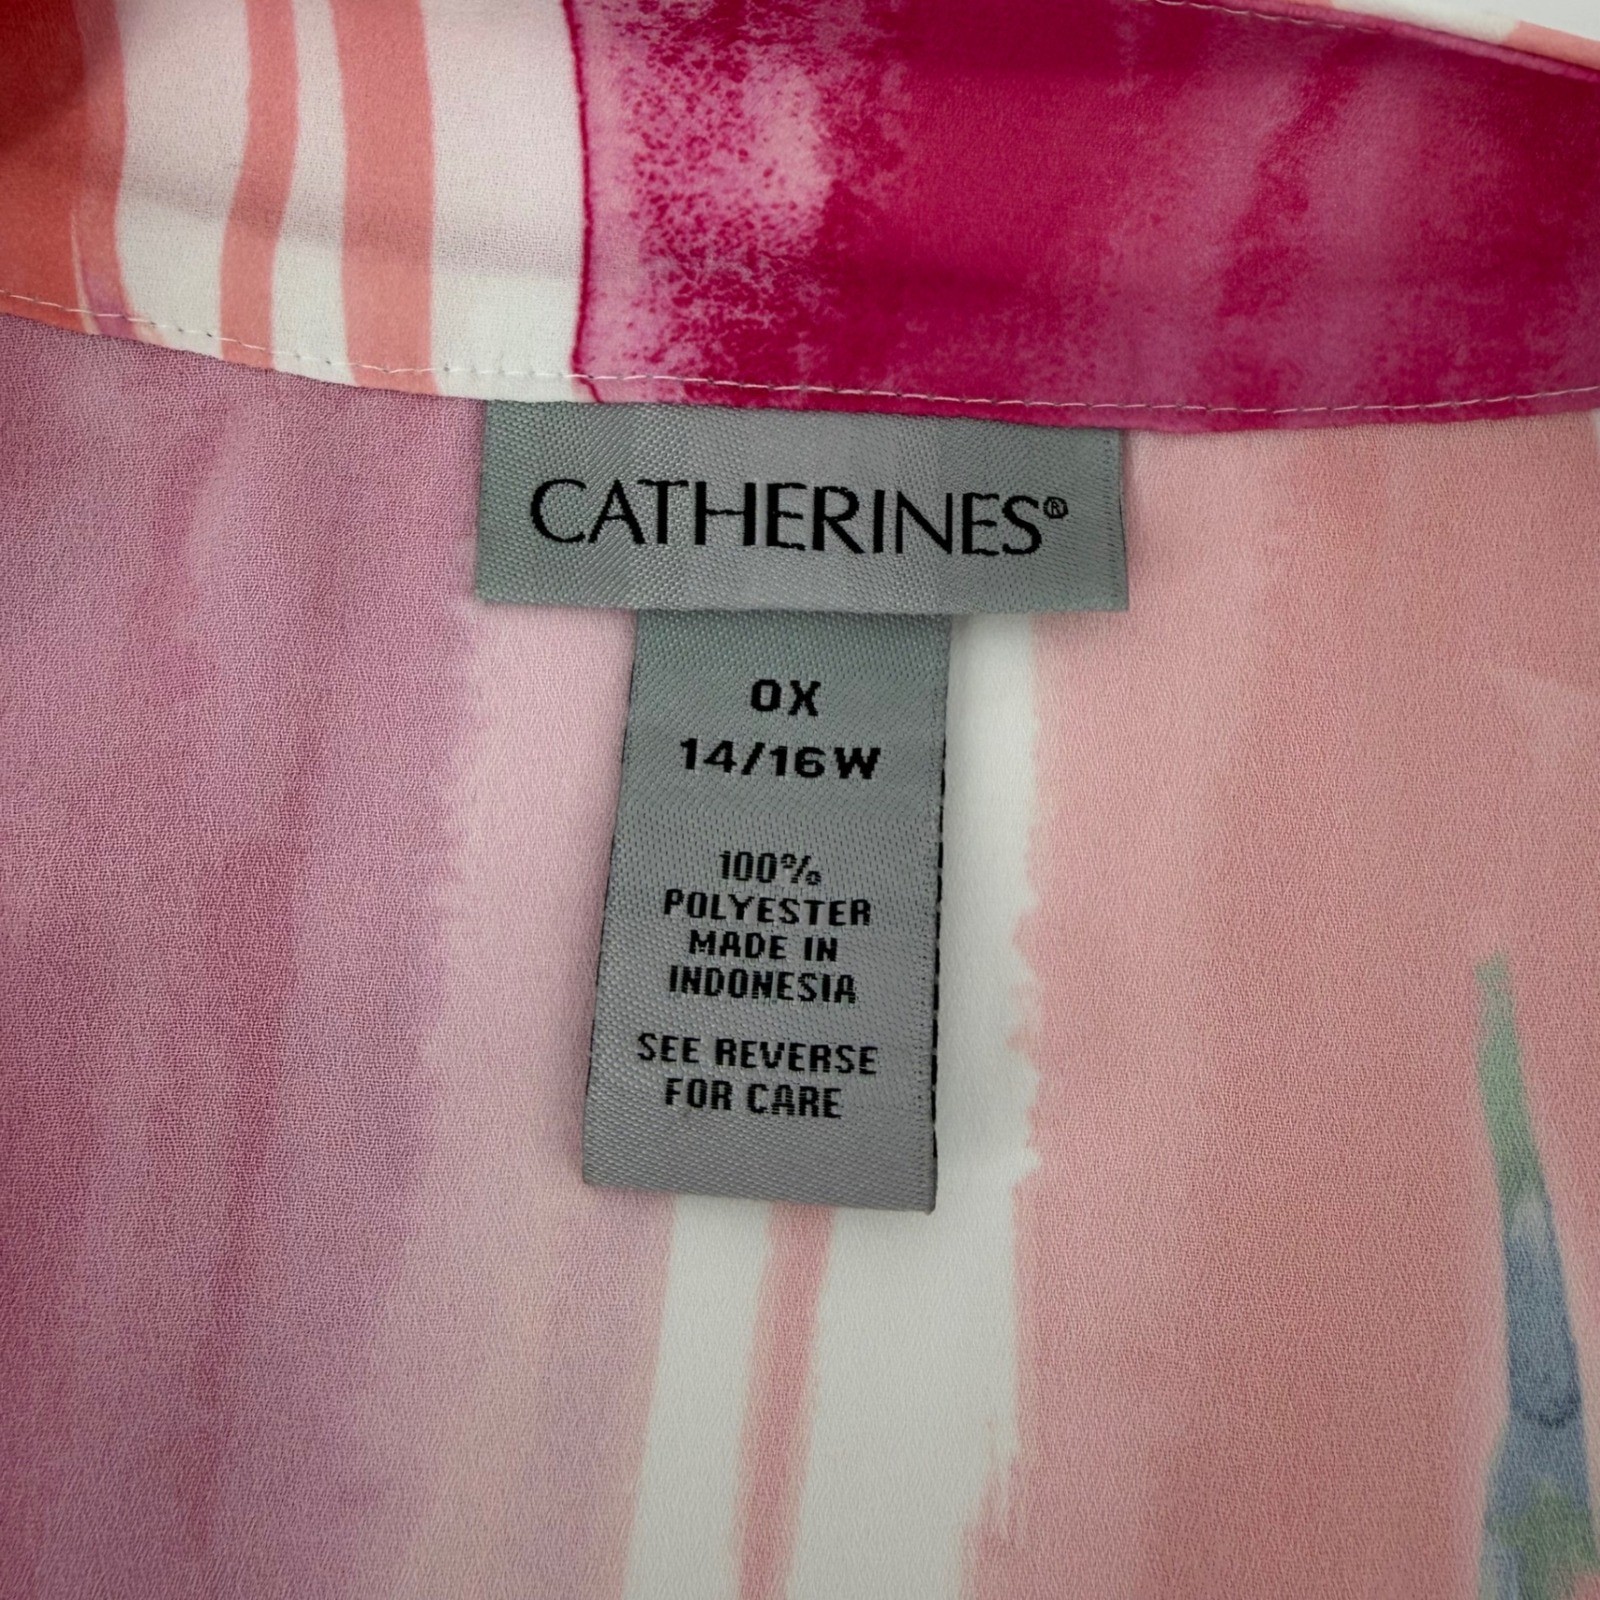 CATHERINES®
0X
14/16W
100%
POLYESTER
MADE IN
INDONESIA
SEE REVERSE
FOR CARE